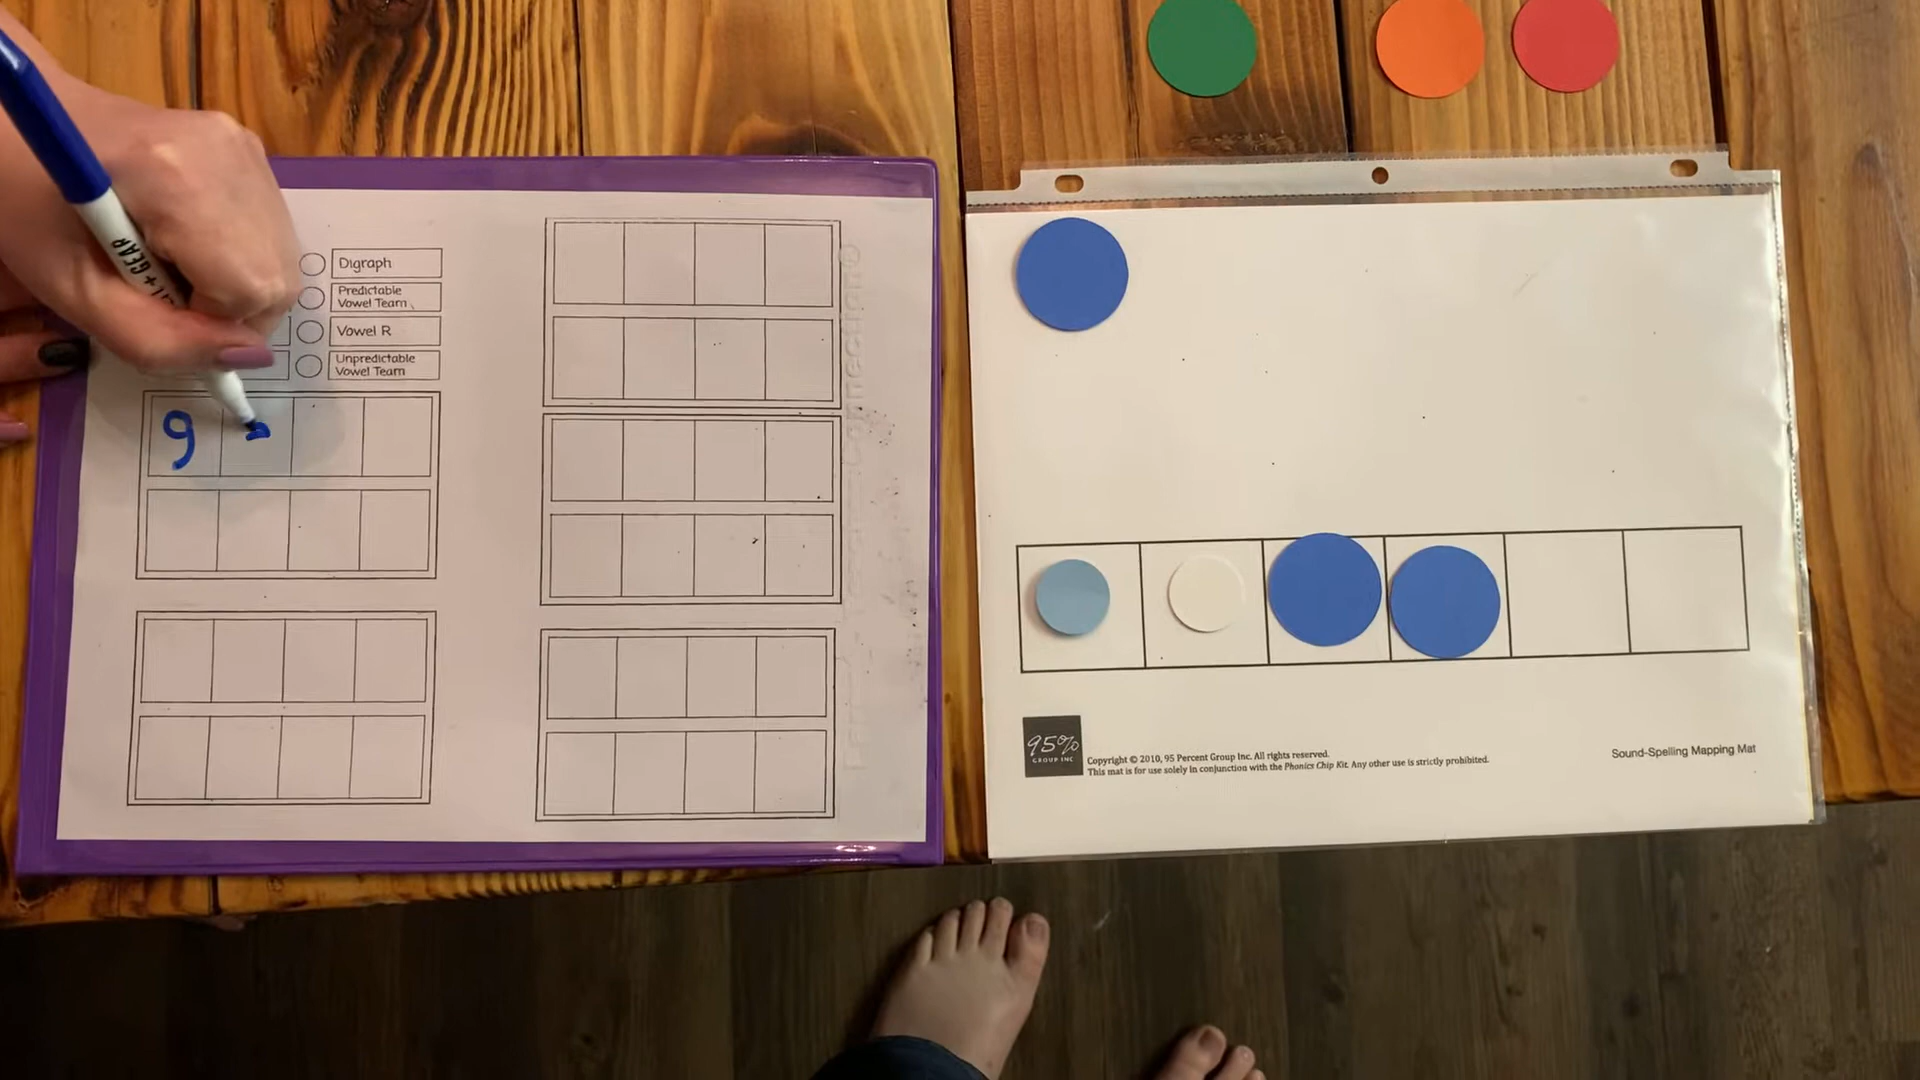 Digraph
Predictable
Vowel Team
Vowel R
Unpredictable
Vowel Team
g
95%
GROUP INC
Copyright © 2010, 95 Percent Group Inc. All rights reserved.
This mat is for use solely in conjunction with the Phonics Chip Kit. Any other use is strictly prohibited.
Sound-Spelling Mapping Mat